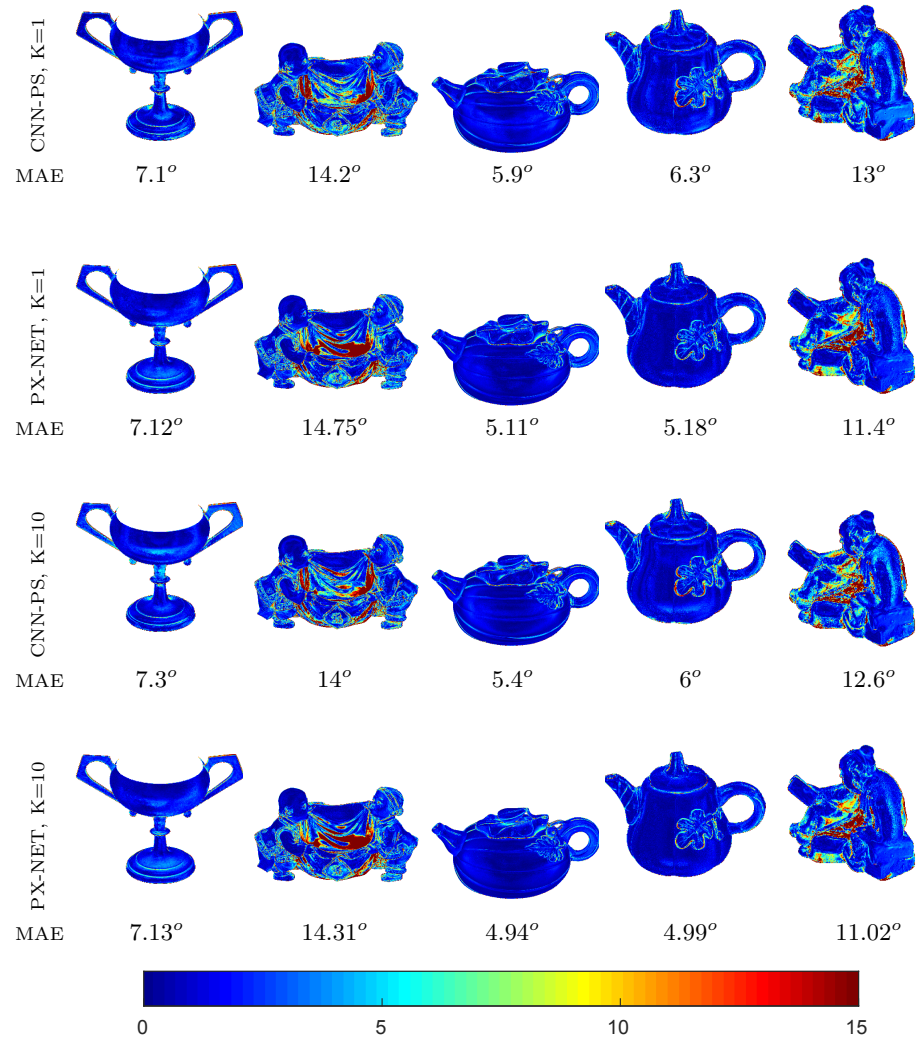 CNN-PS, K=1
MAE 7.1° 14.2° 5.9° 6.3° 13°
PX-NET, K=1
MAE 7.12° 14.75° 5.11° 5.18° 11.4°
CNN-PS, K=10
MAE 7.3° 14° 5.4° 6° 12.6°
PX-NET, K=10
MAE 7.13° 14.31° 4.94° 4.99° 11.02°
0 5 10 15